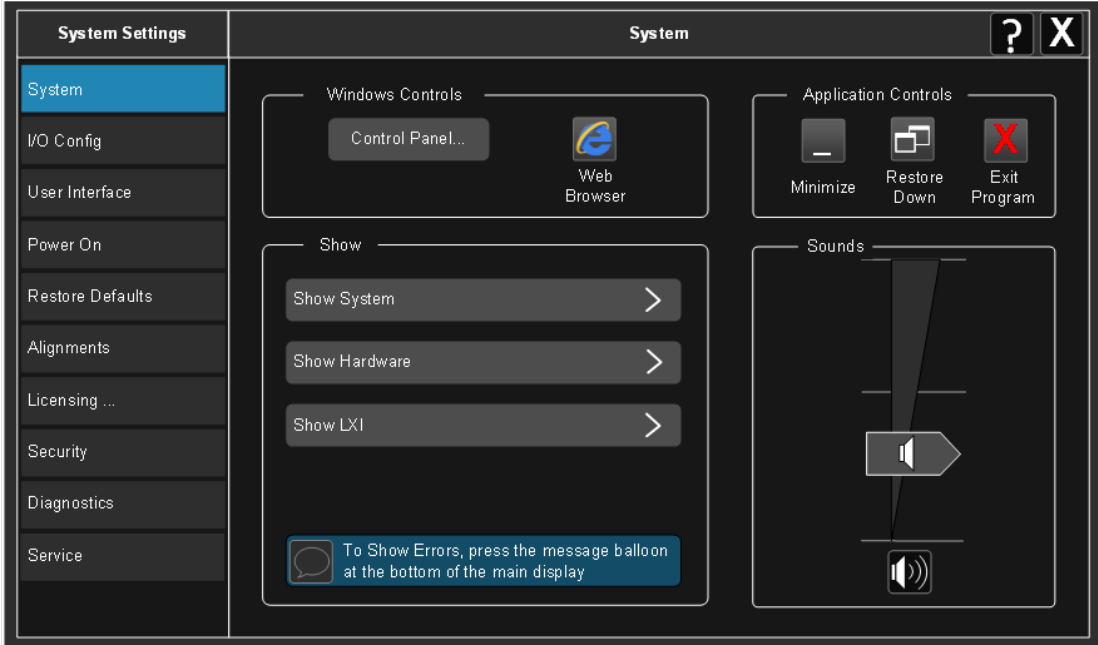 System Settings
System
?
X
System
I/O Config
User Interface
Power On
Restore Defaults
Alignments
Licensing ...
Security
Diagnostics
Service
Windows Controls
Control Panel...
Web
Browser
Application Controls
Minimize
Restore
Down
Exit
Program
Show
Show System
Show Hardware
Show LXI
To Show Errors, press the message balloon
at the bottom of the main display
Sounds